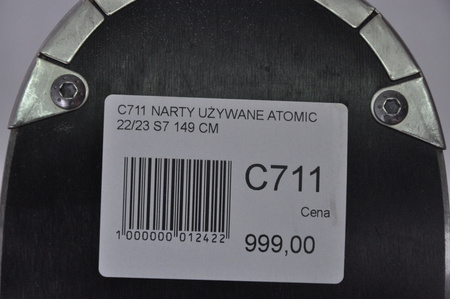 C711 NARTY UŻYWANE ATOMIC
22/23 S7 149 CM
C711
Cena
999,00
1 000000 012422